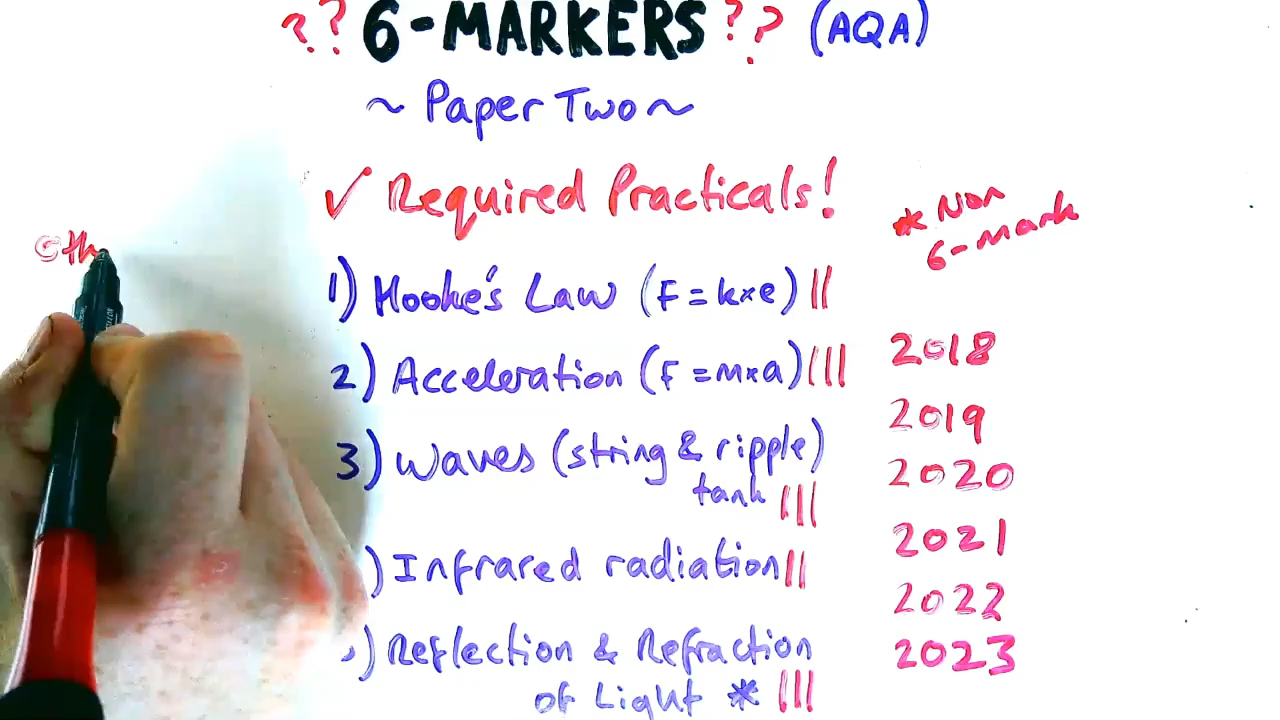 ?? 6-MARKERS ?? (AQA)
~ Paper Two ~
✓ Required Practicals!
* Non
6-Mark
Oth
1) Hooke's Law (F = k×e) ||
2) Acceleration (F = m×a) |||
3) Waves (string & ripple)
tank |||
) Infrared radiation ||
) Reflection & Refraction
of Light * |||
2018
2019
2020
2021
2022
2023